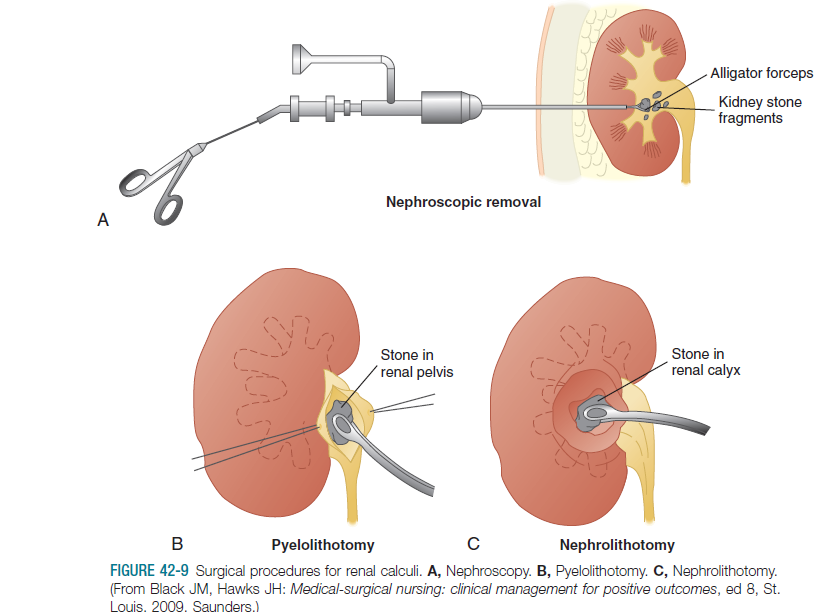 Alligator forceps
Kidney stone
fragments
Nephroscopic removal
A
Stone in
renal pelvis
Stone in
renal calyx
B
Pyelolithotomy
C
Nephrolithotomy
FIGURE 42-9 Surgical procedures for renal calculi. A, Nephroscopy. B, Pyelolithotomy. C, Nephrolithotomy.
(From Black JM, Hawks JH: Medical-surgical nursing: clinical management for positive outcomes, ed 8, St.
Louis, 2009, Saunders.)